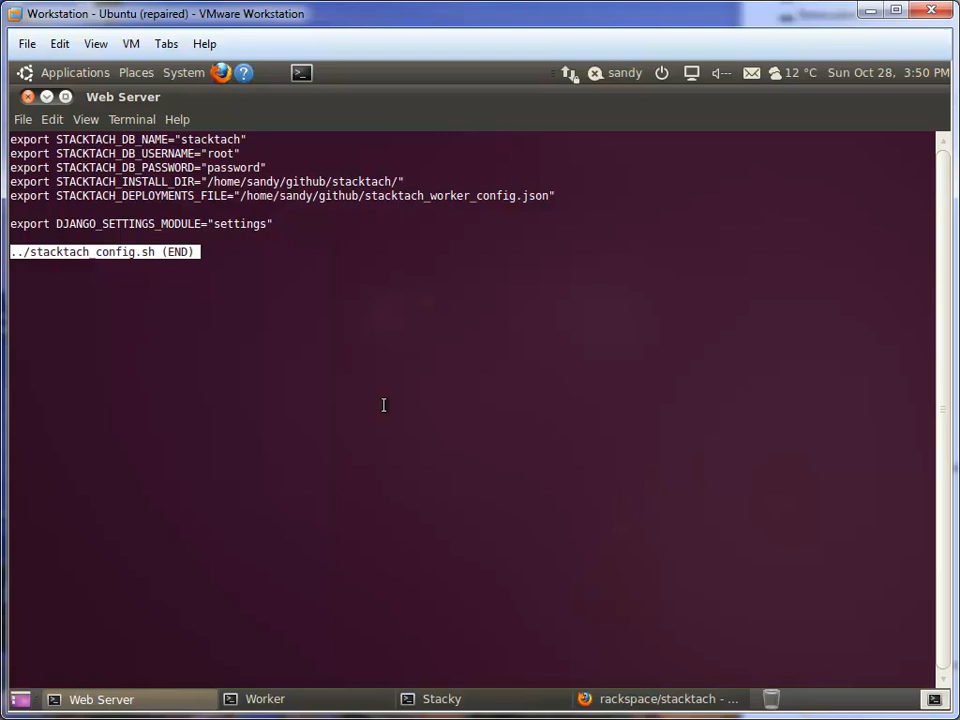 Workstation - Ubuntu (repaired) - VMware Workstation
File Edit View VM Tabs Help
Applications Places System sandy 12 °C Sun Oct 28, 3:50 PM
Web Server
File Edit View Terminal Help
export STACKTACH_DB_NAME="stacktach"
export STACKTACH_DB_USERNAME="root"
export STACKTACH_DB_PASSWORD="password"
export STACKTACH_INSTALL_DIR="/home/sandy/github/stacktach/"
export STACKTACH_DEPLOYMENTS_FILE="/home/sandy/github/stacktach_worker_config.json"
export DJANGO_SETTINGS_MODULE="settings"
../stacktach_config.sh (END)
Web Server Worker Stacky rackspace/stacktach - ...